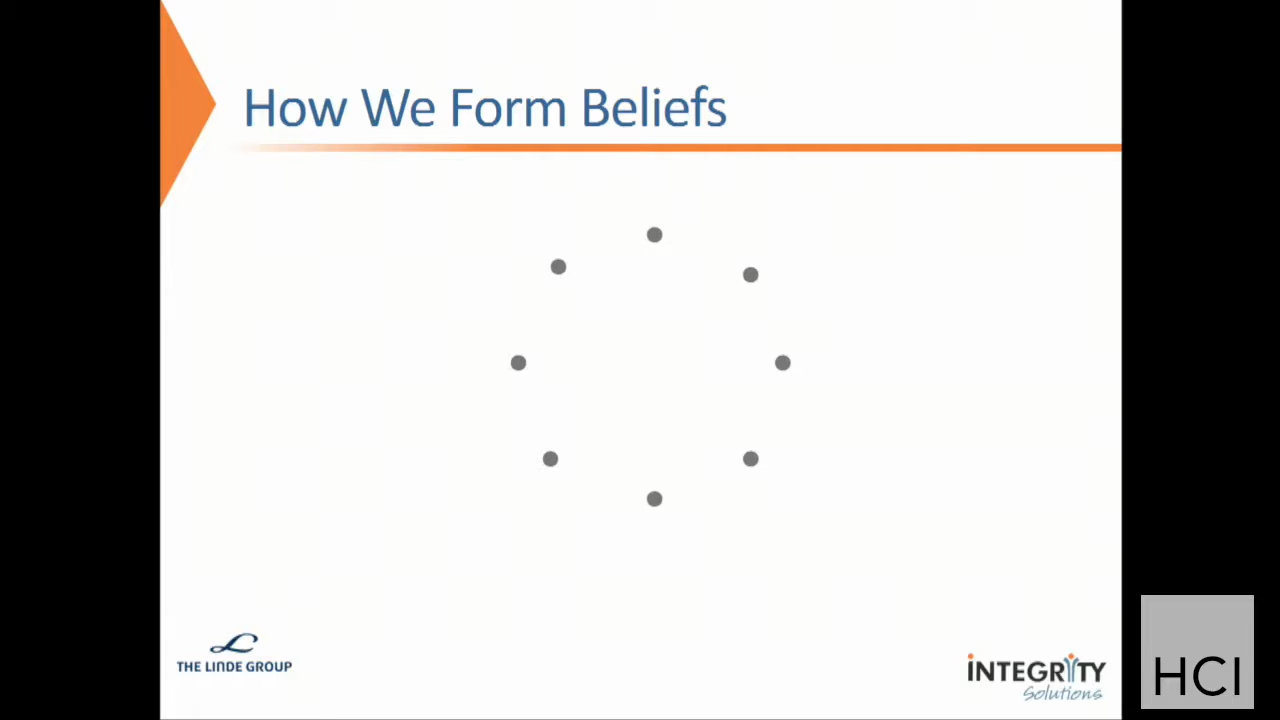 How We Form Beliefs
THE LINDE GROUP
INTEGRITY
Solutions
HCI